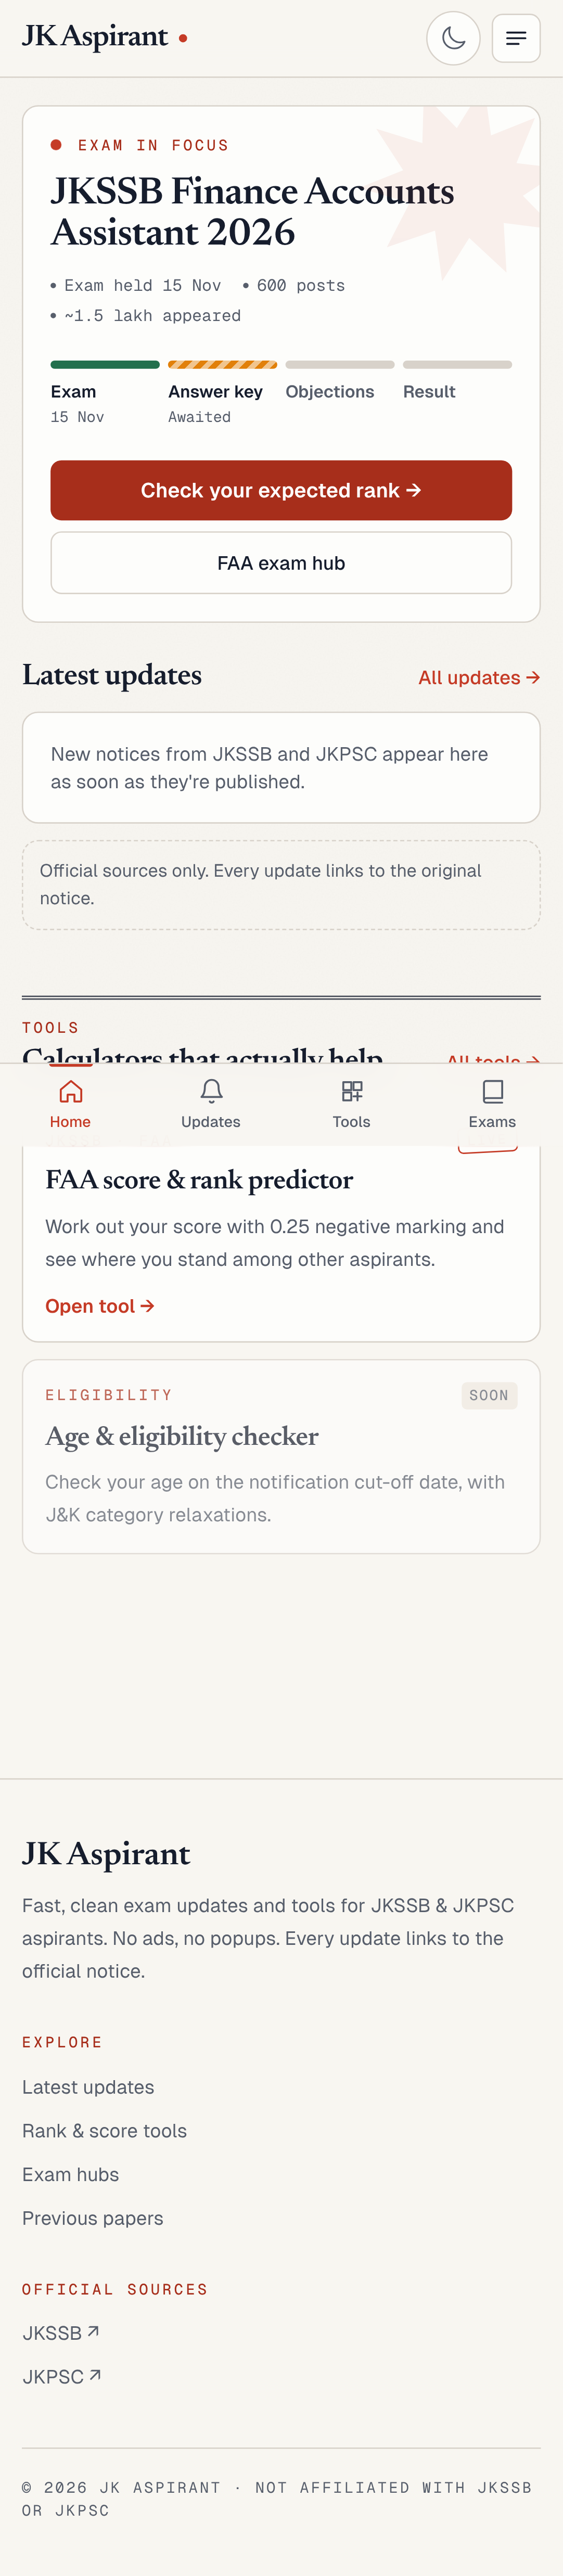 JK Aspirant
EXAM IN FOCUS
JKSSB Finance Accounts
Assistant 2026
• Exam held 15 Nov • 600 posts
• ~1.5 lakh appeared
Exam Answer key Objections Result
15 Nov Awaited
Check your expected rank →
FAA exam hub
Latest updates All updates →
New notices from JKSSB and JKPSC appear here
as soon as they're published.
Official sources only. Every update links to the original
notice.
TOOLS
Calculators that actually help All tools →
Home Updates Tools Exams
FAA score & rank predictor
Work out your score with 0.25 negative marking and
see where you stand among other aspirants.
Open tool →
ELIGIBILITY SOON
Age & eligibility checker
Check your age on the notification cut-off date, with
J&K category relaxations.
JK Aspirant
Fast, clean exam updates and tools for JKSSB & JKPSC
aspirants. No ads, no popups. Every update links to the
official notice.
EXPLORE
Latest updates
Rank & score tools
Exam hubs
Previous papers
OFFICIAL SOURCES
JKSSB ↗
JKPSC ↗
© 2026 JK ASPIRANT · NOT AFFILIATED WITH JKSSB
OR JKPSC